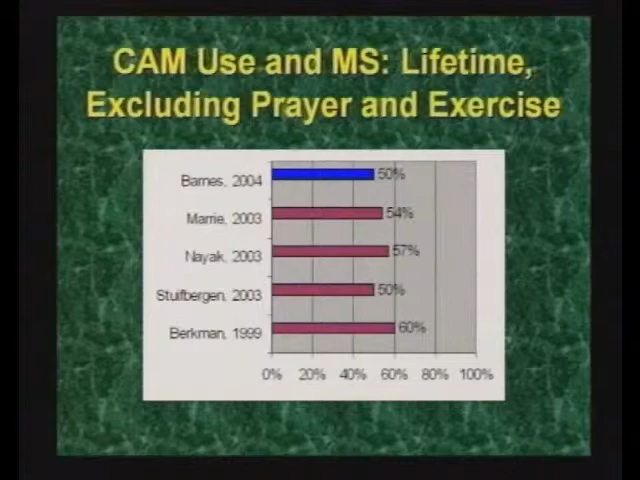 CAM Use and MS: Lifetime,
Excluding Prayer and Exercise
Barnes, 2004 50%
Marrie, 2003 54%
Nayak, 2003 57%
Stuifbergen, 2003 50%
Berkman, 1999 60%
0% 20% 40% 60% 80% 100%